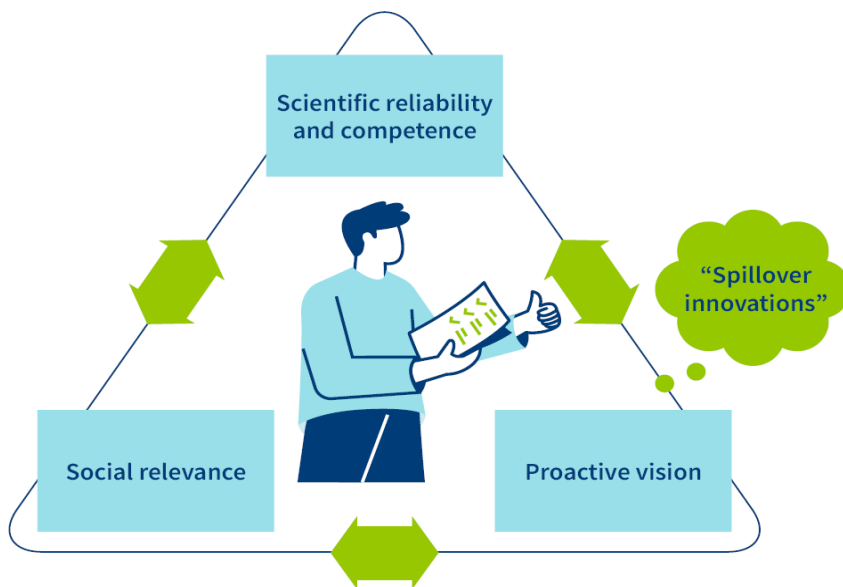 Scientific reliability
and competence
“Spillover
innovations”
Social relevance
Proactive vision